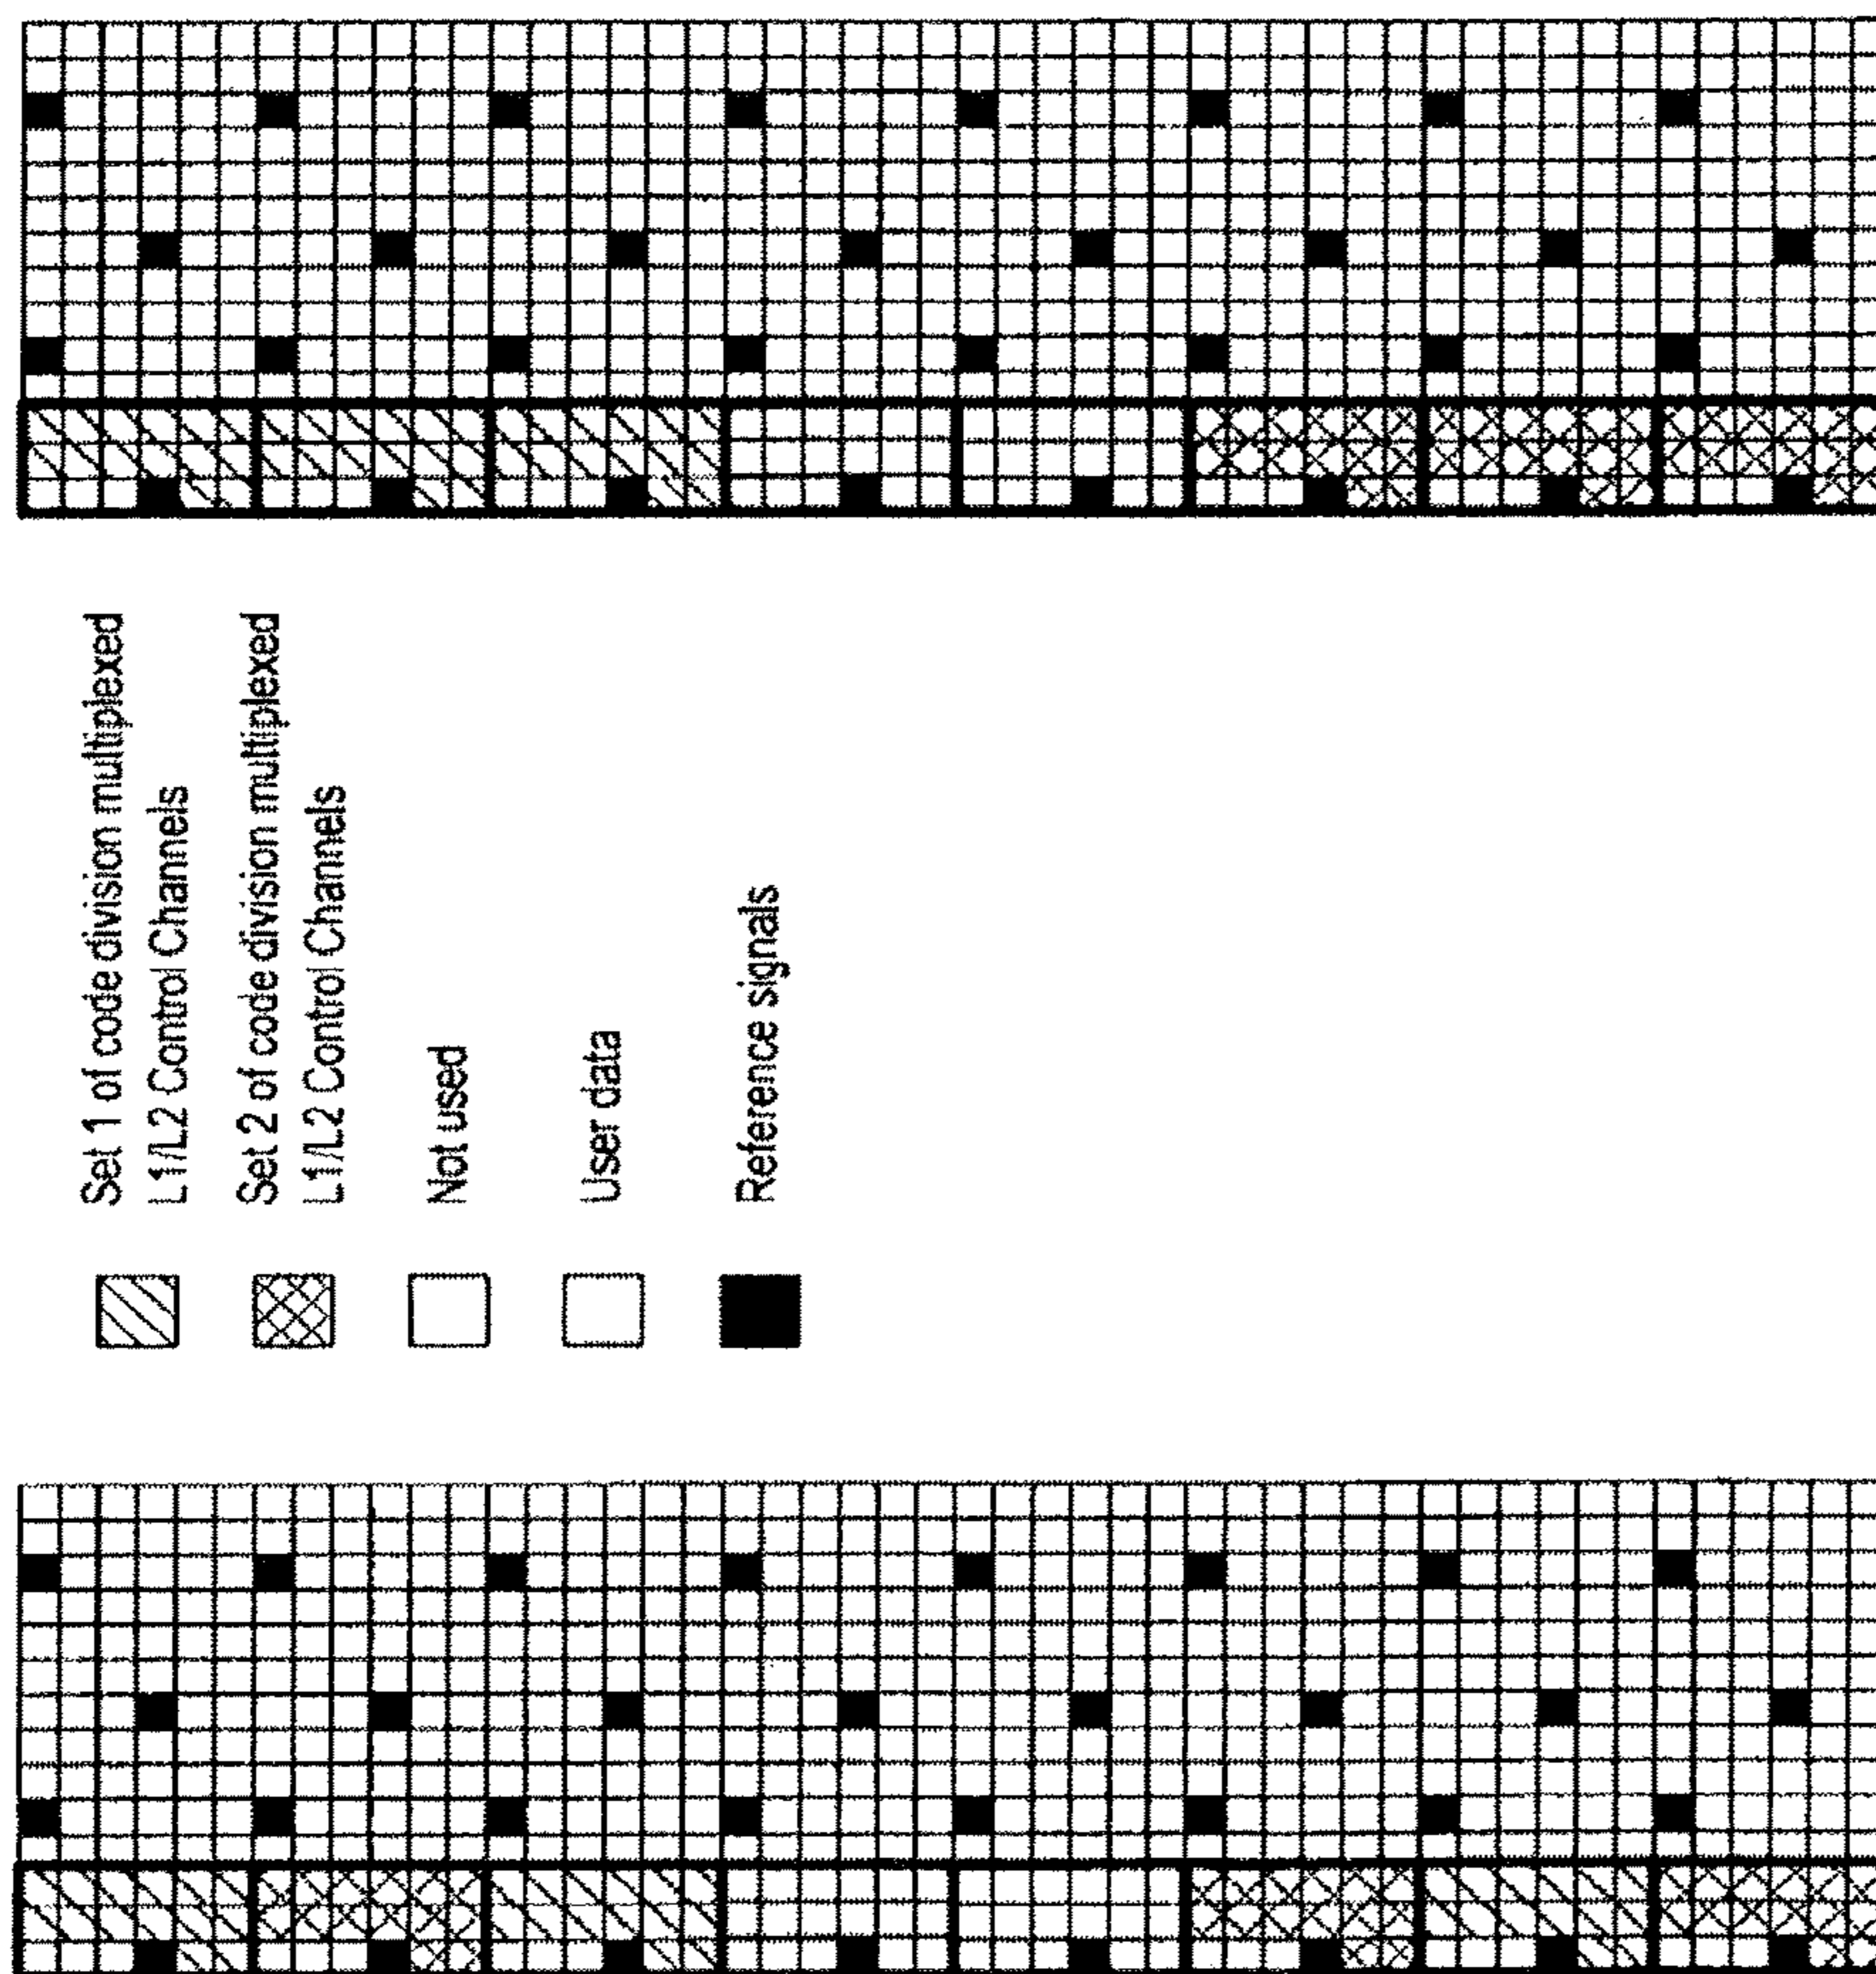 Set 1 of code division multiplexed
L1/L2 Control Channels
Set 2 of code division multiplexed
L1/L2 Control Channels
Not used
User data
Reference signals